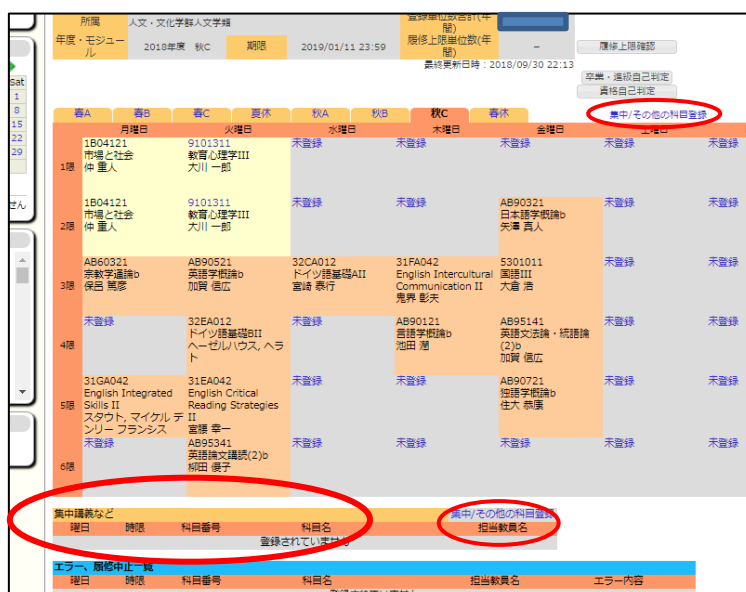 所属 人文・文化学群人文学類 登録単位数合計(年間)
年度・モジュール 2018年度 秋C 期限 2019/01/11 23:59 履修上限単位数(年間) － 履修上限確認
最終更新日時：2018/09/30 22:13
卒業・進級自己判定
資格自己判定
Sat
1
8
15
22
29
せん
春A 春B 春C 夏休 秋A 秋B 秋C 春休 集中/その他の科目登録
月曜日 火曜日 水曜日 木曜日 金曜日 土曜日
1限
1B04121
市場と社会
仲 重人
9101311
教育心理学III
大川 一郎
未登録 未登録 未登録 未登録 未登録
2限
1B04121
市場と社会
仲 重人
9101311
教育心理学III
大川 一郎
未登録 未登録
AB90321
日本語学概論b
矢澤 真人
未登録 未登録
3限
AB60321
宗教学通論b
保呂 篤彦
AB90521
英語学概論b
加賀 信広
32CA012
ドイツ語基礎AII
宮崎 泰行
31FA042
English Intercultural
Communication II
鬼界 彰夫
5301011
国語III
大倉 浩
未登録 未登録
4限
未登録
32EA012
ドイツ語基礎BII
ヘーゼルハウス, ヘラ
ト
未登録
AB90121
言語学概論b
池田 潤
AB95141
英語文法論・統語論
(2)b
加賀 信広
未登録 未登録
5限
31GA042
English Integrated
Skills II
スタウト, マイケル デ
ンリー フランシス
31EA042
English Critical
Reading Strategies
II
宮腰 幸一
未登録 未登録
AB90721
独語学概論b
住大 恭康
未登録 未登録
6限
未登録
AB95341
英語論文講読(2)b
柳田 優子
未登録 未登録 未登録 未登録 未登録
集中講義など 集中/その他の科目登録
曜日 時限 科目番号 科目名 担当教員名
登録されていません
エラー、履修中止一覧
曜日 時限 科目番号 科目名 担当教員名 エラー内容